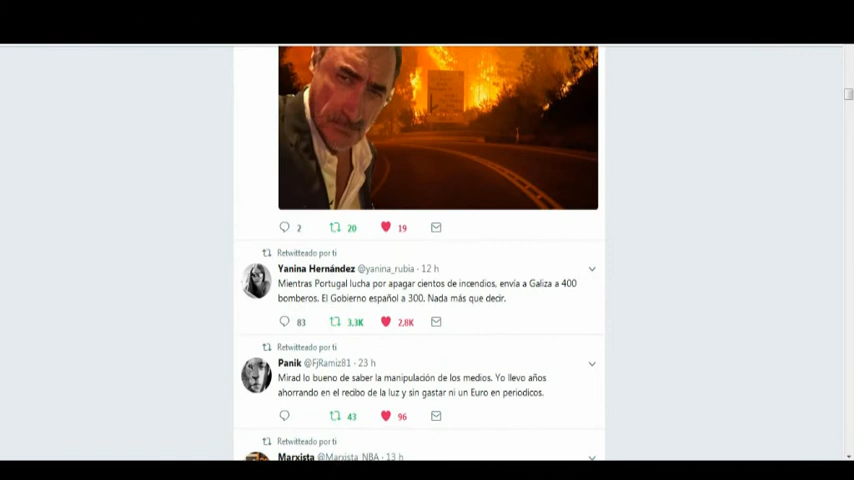 2 20 19
Retwitteado por ti
Yanina Hernández @yanina_rubia · 12 h
Mientras Portugal lucha por apagar cientos de incendios, envía a Galiza a 400
bomberos. El Gobierno español a 300. Nada más que decir.
83 3,3K 2,8K
Retwitteado por ti
Panik @FjRamiz81 · 23 h
Mirad lo bueno de saber la manipulación de los medios. Yo llevo años
ahorrando en el recibo de la luz y sin gastar ni un Euro en periodicos.
43 96
Retwitteado por ti
Marxista @Marxista_NBA · 13 h